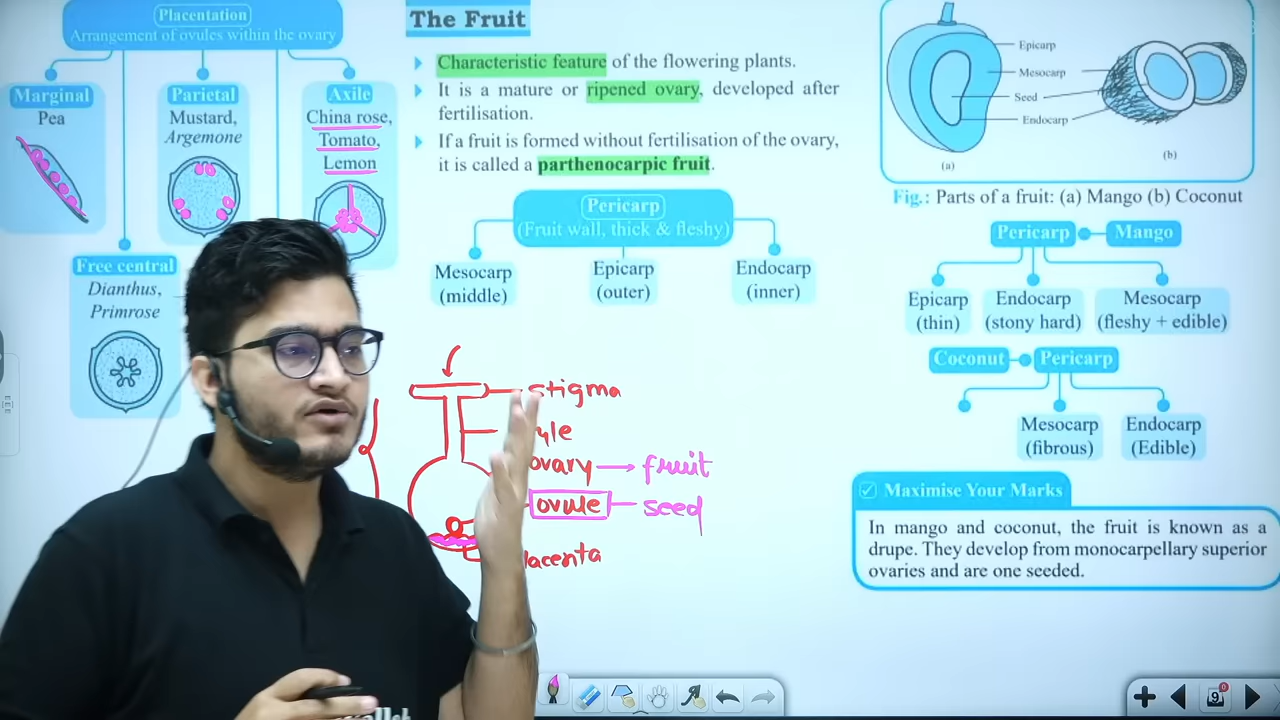 Placentation
Arrangement of ovules within the ovary
Marginal
Pea
Parietal
Mustard,
Argemone
Axile
China rose,
Tomato,
Lemon
Free central
Dianthus,
Primrose
The Fruit
Characteristic feature of the flowering plants.
It is a mature or ripened ovary, developed after
fertilisation.
If a fruit is formed without fertilisation of the ovary,
it is called a parthenocarpic fruit.
Pericarp
(Fruit wall, thick & fleshy)
Mesocarp
(middle)
Epicarp
(outer)
Endocarp
(inner)
stigma
ovary → fruit
ovule seed
Epicarp
Mesocarp
Seed
Endocarp
(a)
(b)
Fig.: Parts of a fruit: (a) Mango (b) Coconut
Pericarp Mango
Epicarp
(thin)
Endocarp
(stony hard)
Mesocarp
(fleshy + edible)
Coconut Pericarp
Mesocarp
(fibrous)
Endocarp
(Edible)
Maximise Your Marks
In mango and coconut, the fruit is known as a
drupe. They develop from monocarpellary superior
ovaries and are one seeded.